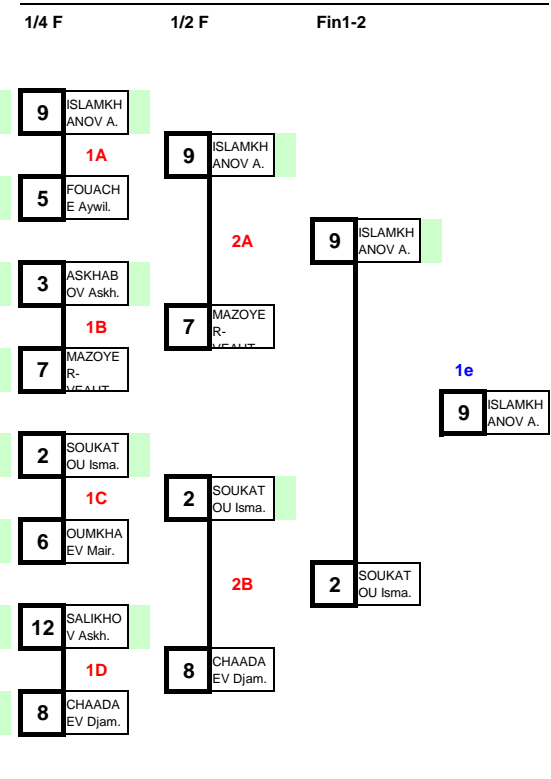 1/4 F 1/2 F Fin1-2
9 ISLAMKH
ANOV A.
1A
5 FOUACH
E Aywil.
9 ISLAMKH
ANOV A.
2A
3 ASKHAB
OV Askh.
1B
7 MAZOYE
R-
VEAUT
7 MAZOYE
R-
VEAUT
9 ISLAMKH
ANOV A.
1e
9 ISLAMKH
ANOV A.
2 SOUKAT
OU Isma.
1C
6 OUMKHA
EV Mair.
2 SOUKAT
OU Isma.
2B
12 SALIKHO
V Askh.
1D
8 CHAADA
EV Djam.
8 CHAADA
EV Djam.
2 SOUKAT
OU Isma.